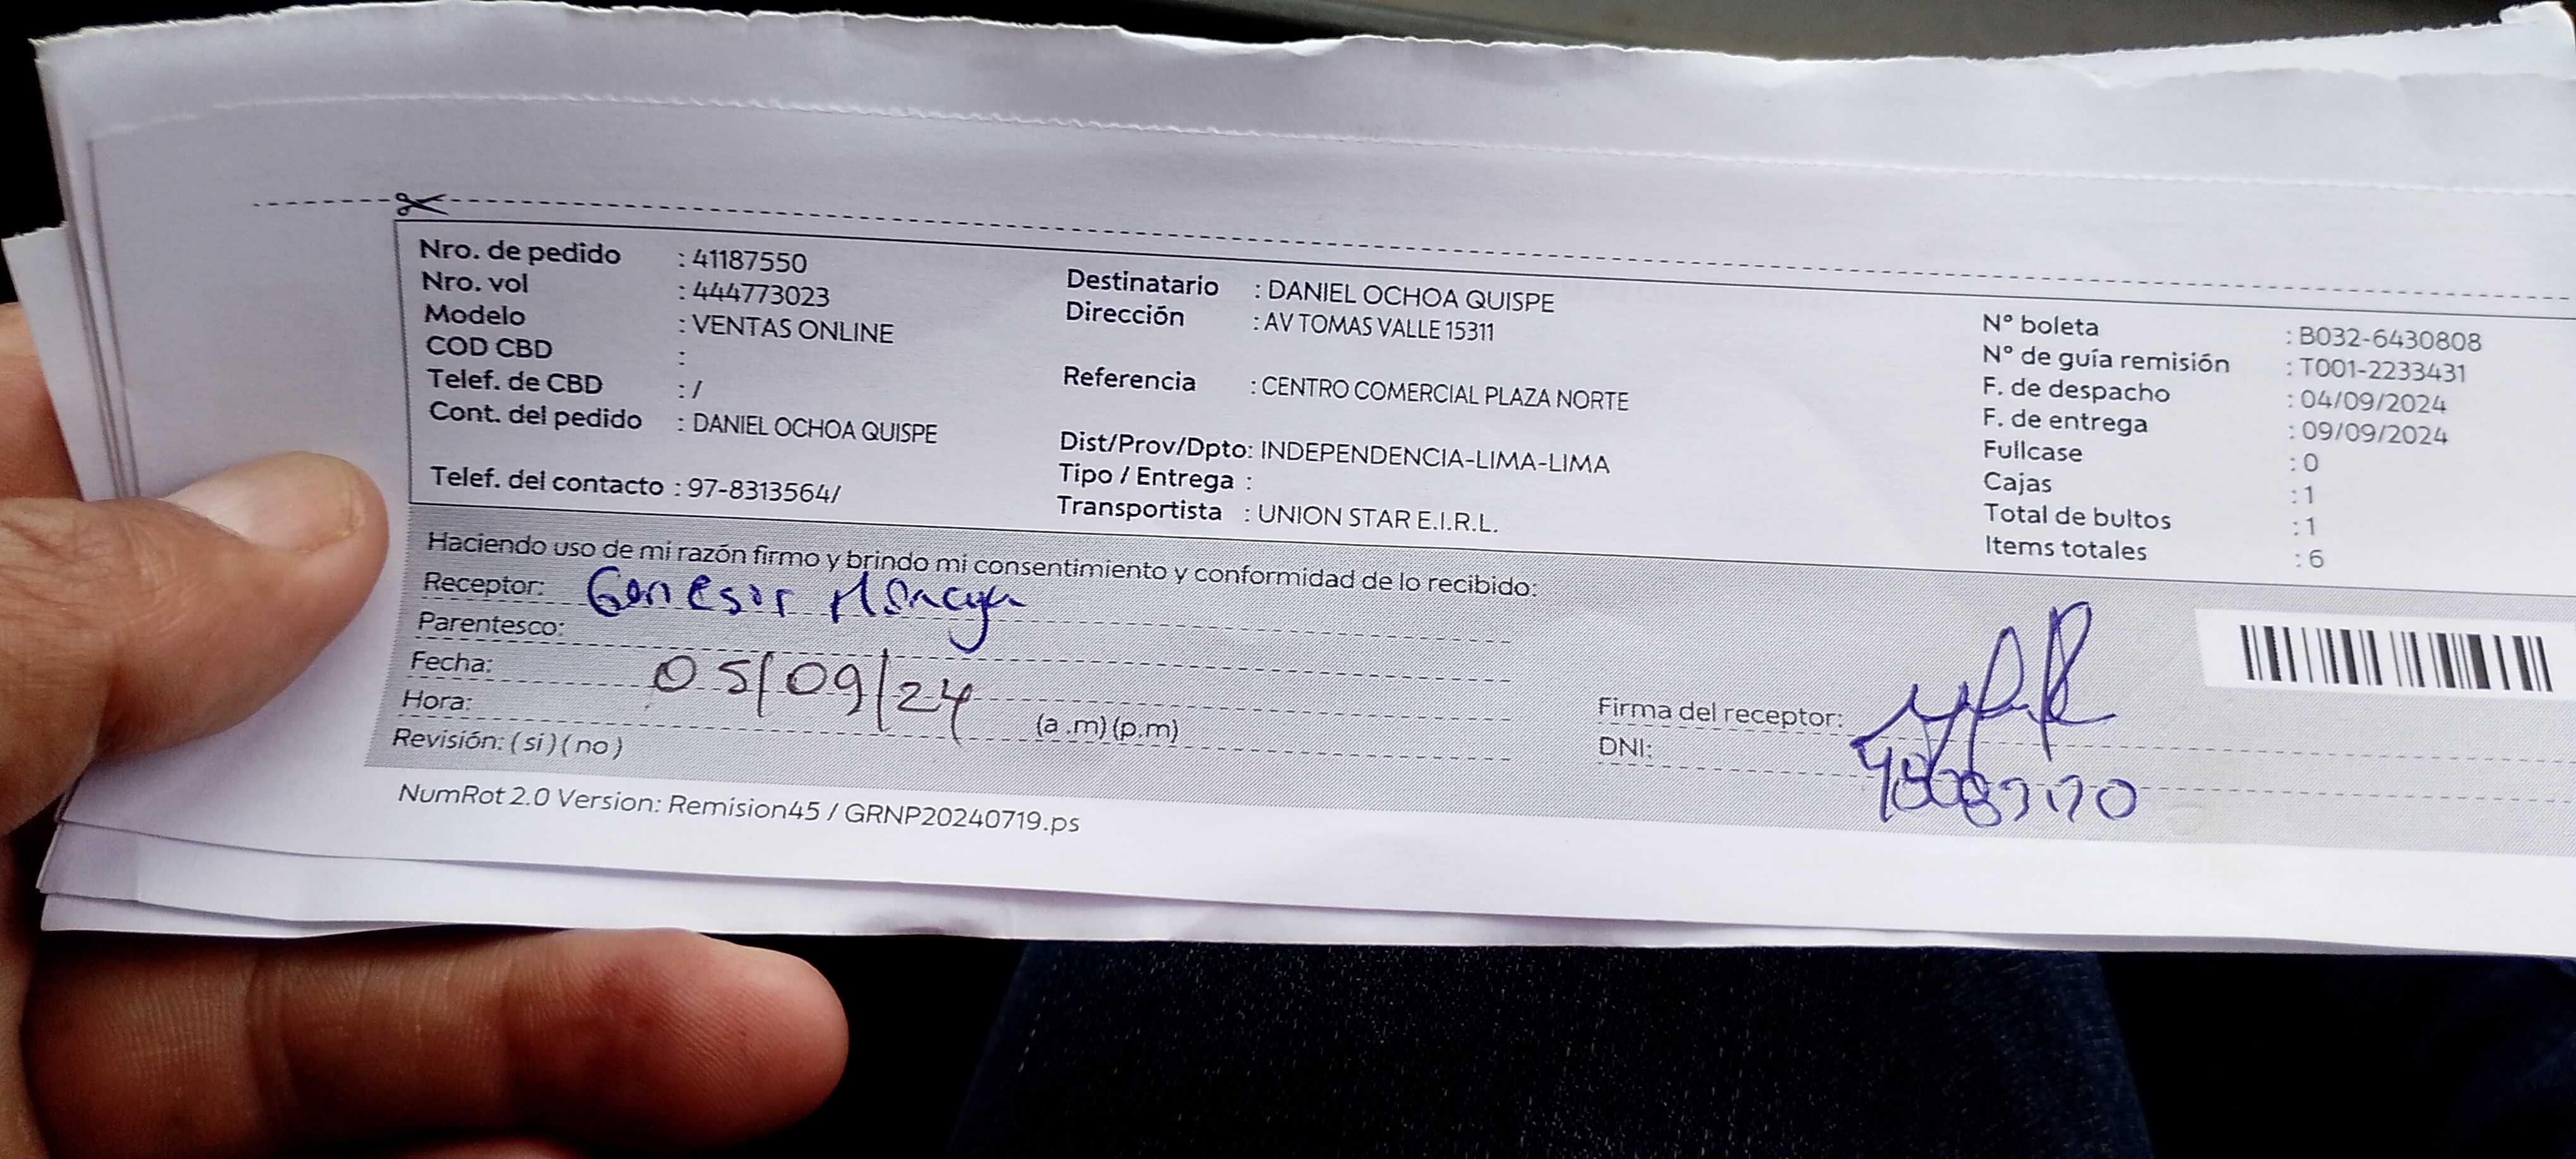 Nro. de pedido : 41187550
Nro. vol : 444773023
Modelo : VENTAS ONLINE
COD CBD :
Telef. de CBD : /
Cont. del pedido : DANIEL OCHOA QUISPE
Telef. del contacto : 97-8313564/
Destinatario : DANIEL OCHOA QUISPE
Dirección : AV TOMAS VALLE 15311
Referencia : CENTRO COMERCIAL PLAZA NORTE
Dist/Prov/Dpto: INDEPENDENCIA-LIMA-LIMA
Tipo / Entrega :
Transportista : UNION STAR E.I.R.L.
N° boleta : B032-6430808
N° de guía remisión : T001-2233431
F. de despacho : 04/09/2024
F. de entrega : 09/09/2024
Fullcase : 0
Cajas : 1
Total de bultos : 1
Items totales : 6
Haciendo uso de mi razón firmo y brindo mi consentimiento y conformidad de lo recibido:
Receptor: Genesis
Parentesco:
Fecha: 05/09/24
Hora: (a .m) (p.m)
Revisión: ( si ) ( no )
Firma del receptor:
DNI:
NumRot 2.0 Version: Remision45 / GRNP20240719.ps